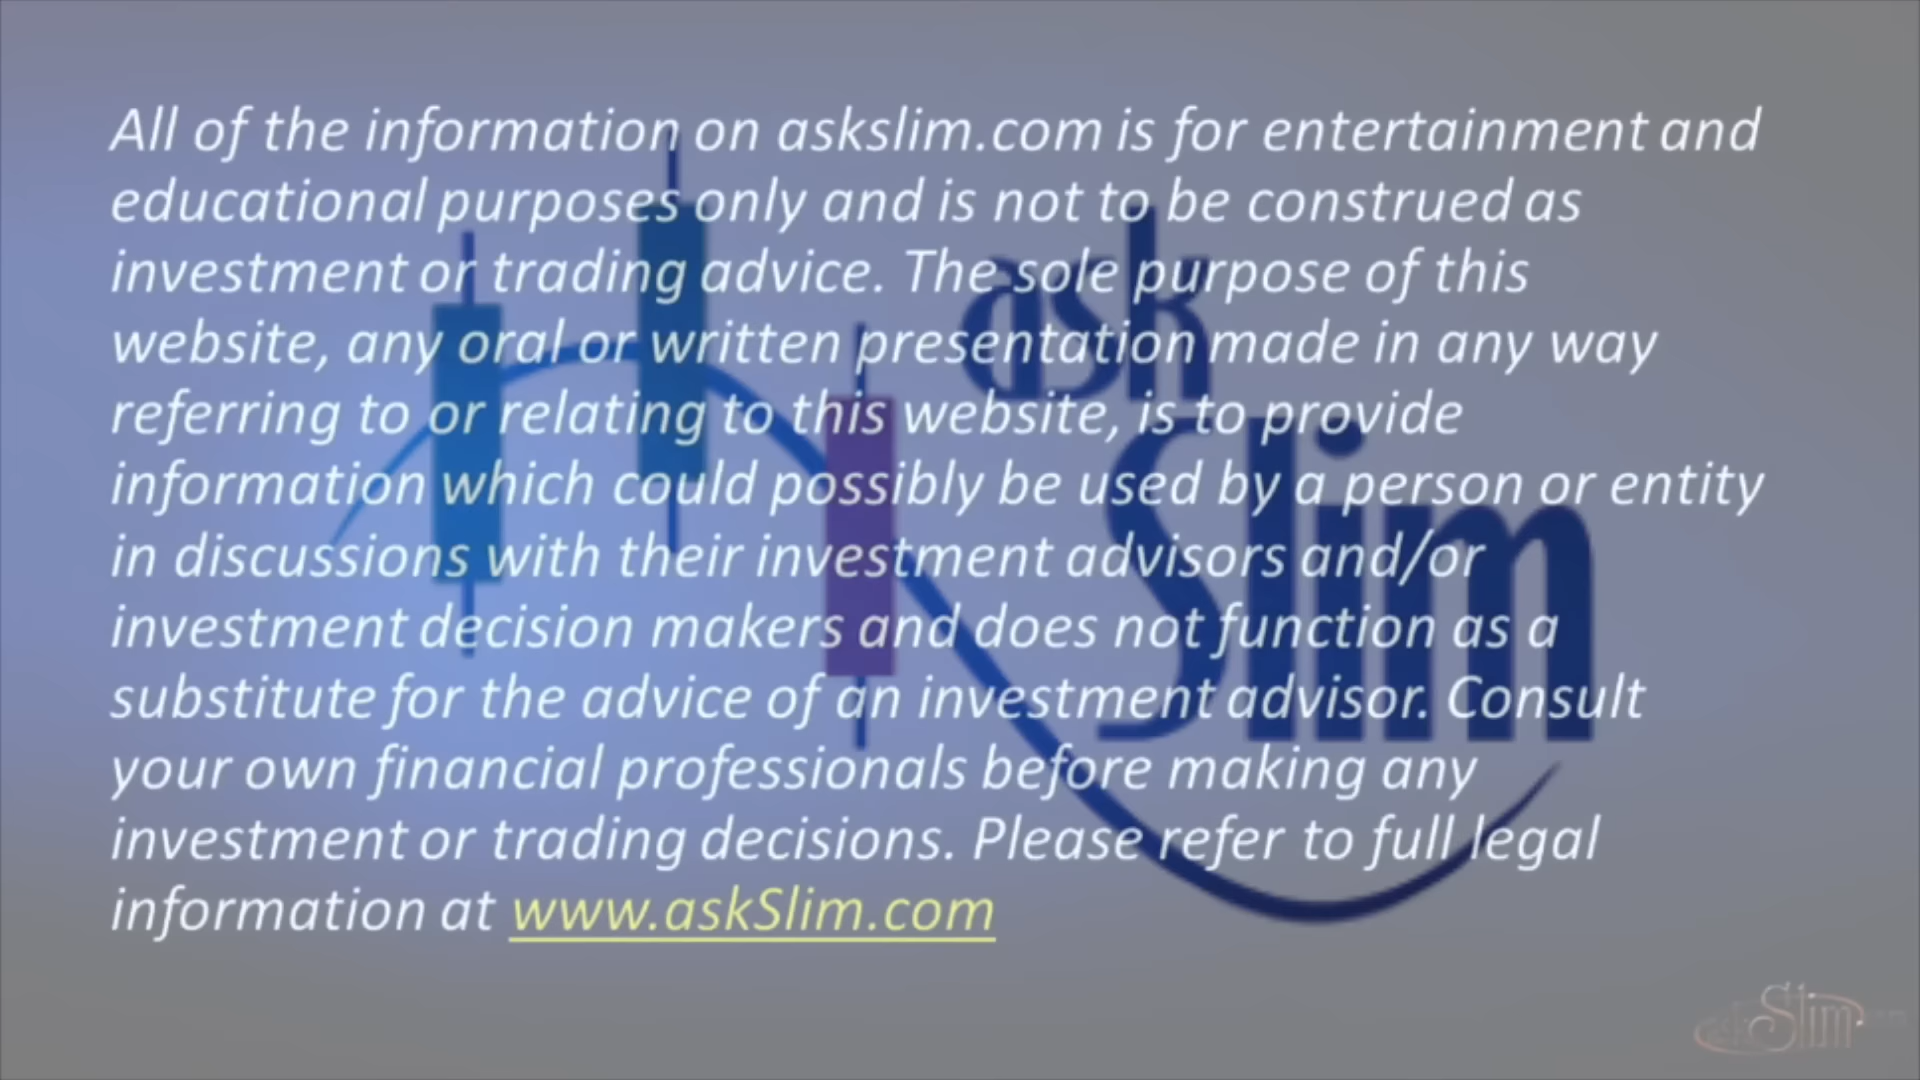 All of the information on askslim.com is for entertainment and
educational purposes only and is not to be construed as
investment or trading advice. The sole purpose of this
website, any oral or written presentation made in any way
referring to or relating to this website, is to provide
information which could possibly be used by a person or entity
in discussions with their investment advisors and/or
investment decision makers and does not function as a
substitute for the advice of an investment advisor. Consult
your own financial professionals before making any
investment or trading decisions. Please refer to full legal
information at www.askSlim.com
ask
Slim
Slim